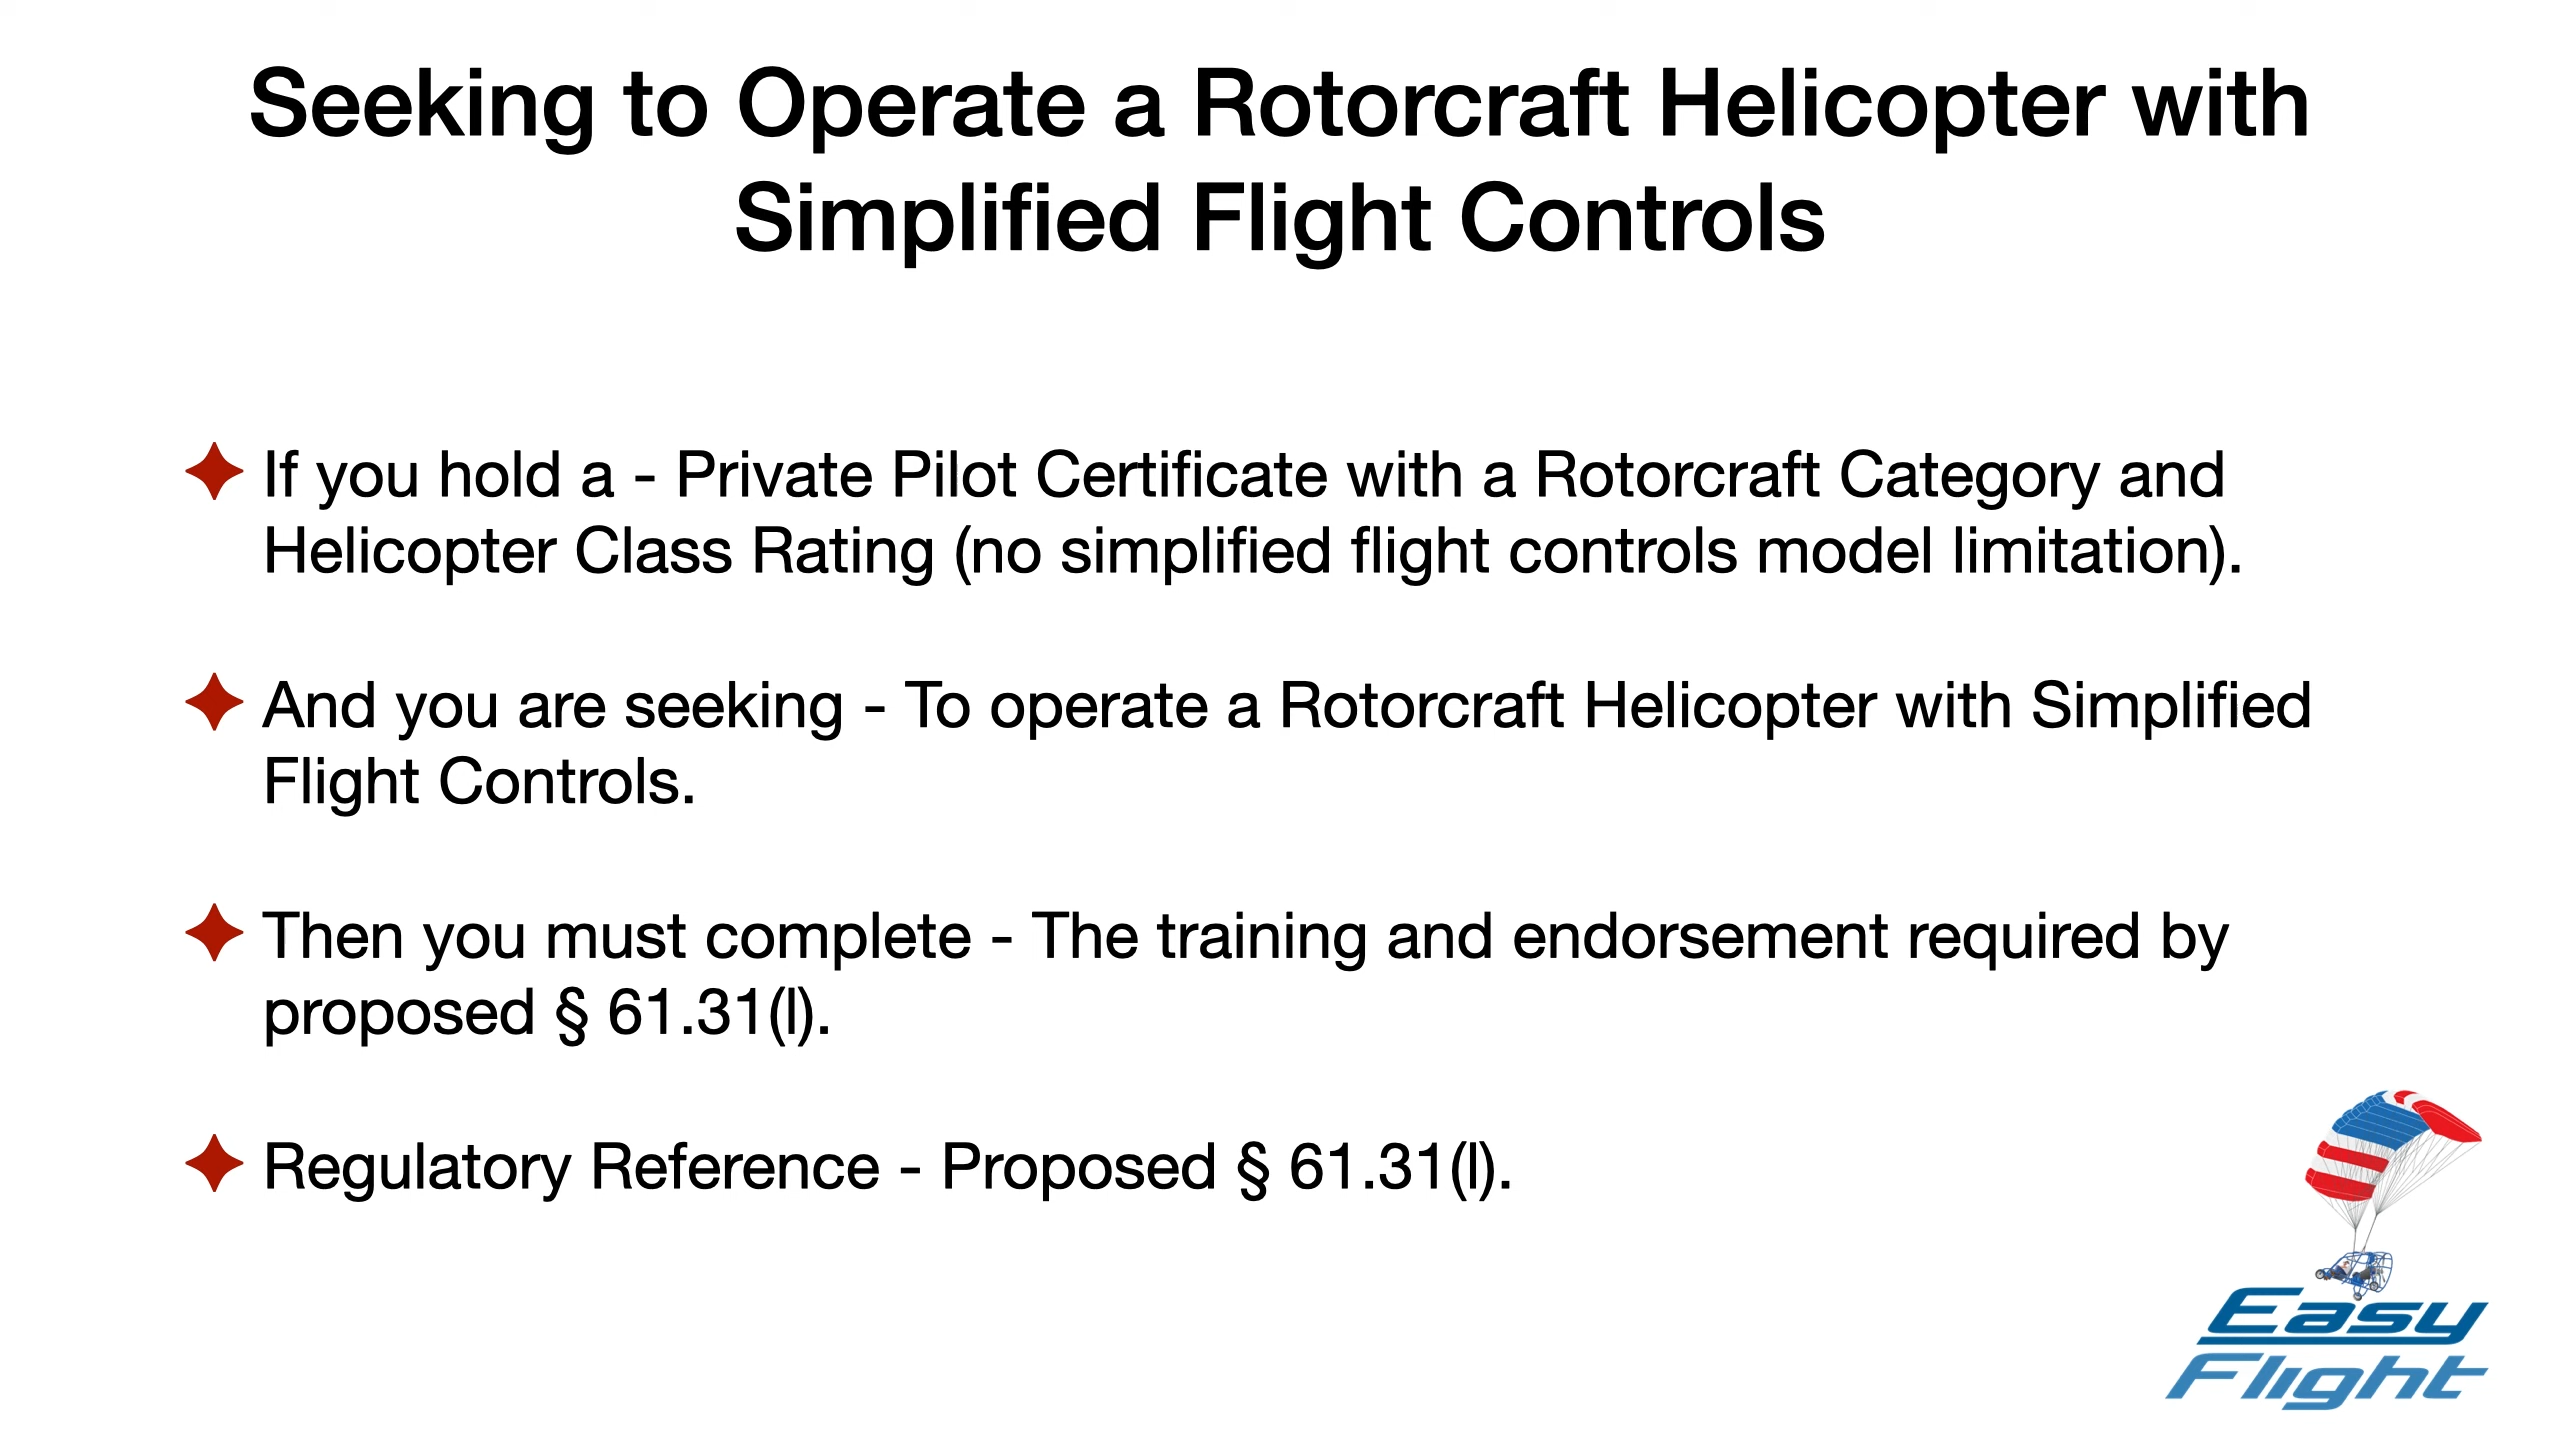 Seeking to Operate a Rotorcraft Helicopter with
Simplified Flight Controls
If you hold a - Private Pilot Certificate with a Rotorcraft Category and
Helicopter Class Rating (no simplified flight controls model limitation).
And you are seeking - To operate a Rotorcraft Helicopter with Simplified
Flight Controls.
Then you must complete - The training and endorsement required by
proposed § 61.31(l).
Regulatory Reference - Proposed § 61.31(l).
Easy
Flight